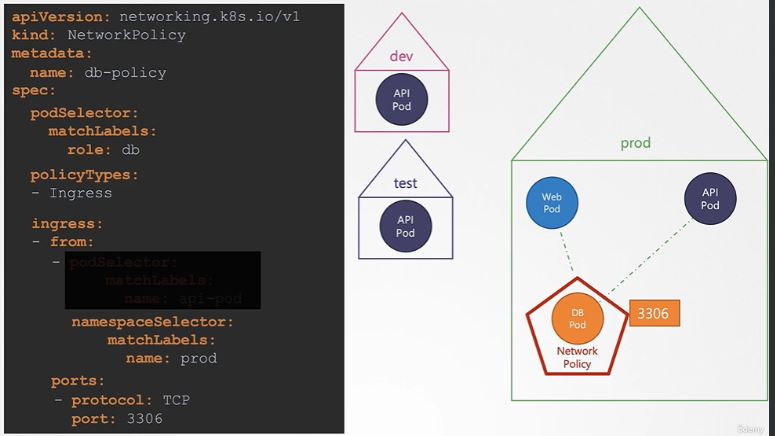 apiVersion: networking.k8s.io/v1
kind: NetworkPolicy
metadata:
name: db-policy
spec:
podSelector:
matchLabels:
role: db
policyTypes:
- Ingress
ingress:
- from:
- podSelector:
matchLabels:
name: api-pod
namespaceSelector:
matchLabels:
name: prod
ports:
- protocol: TCP
port: 3306
dev
API
Pod
test
API
Pod
prod
Web
Pod
API
Pod
DB
Pod
Network
Policy
3306
ûdemy